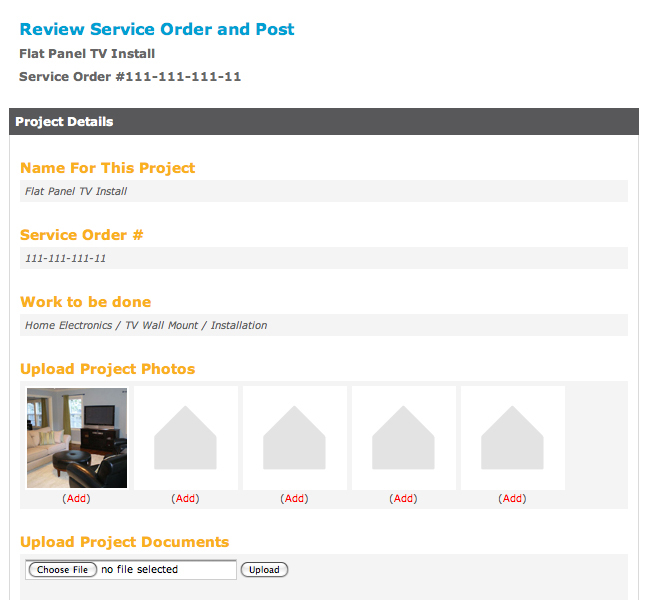 Review Service Order and Post
Flat Panel TV Install
Service Order #111-111-111-11
Project Details
Name For This Project
Flat Panel TV Install
Service Order #
111-111-111-11
Work to be done
Home Electronics / TV Wall Mount / Installation
Upload Project Photos
(Add) (Add) (Add) (Add) (Add)
Upload Project Documents
Choose File no file selected Upload